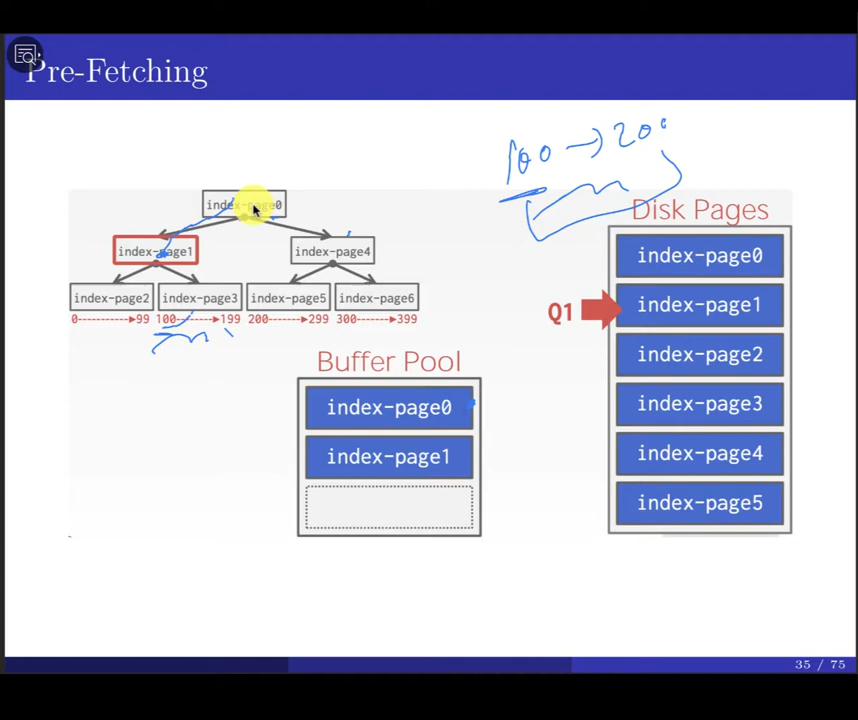 Pre-Fetching
100 → 200
index-page0
index-page1
index-page4
index-page2
index-page3
index-page5
index-page6
0 99
100 199
200 299
300 399
Disk Pages
index-page0
Q1
index-page1
index-page2
index-page3
index-page4
index-page5
Buffer Pool
index-page0
index-page1
35 / 75